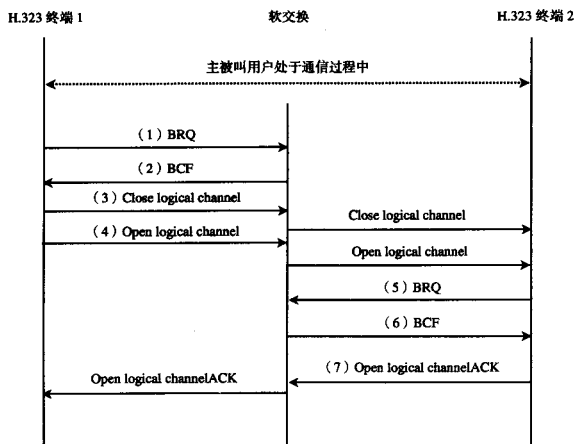 H.323 终端 1
软交换
H.323 终端 2
主被叫用户处于通信过程中
（1）BRQ
（2）BCF
（3）Close logical channel
Close logical channel
（4）Open logical channel
Open logical channel
（5）BRQ
（6）BCF
（7）Open logical channelACK
Open logical channelACK